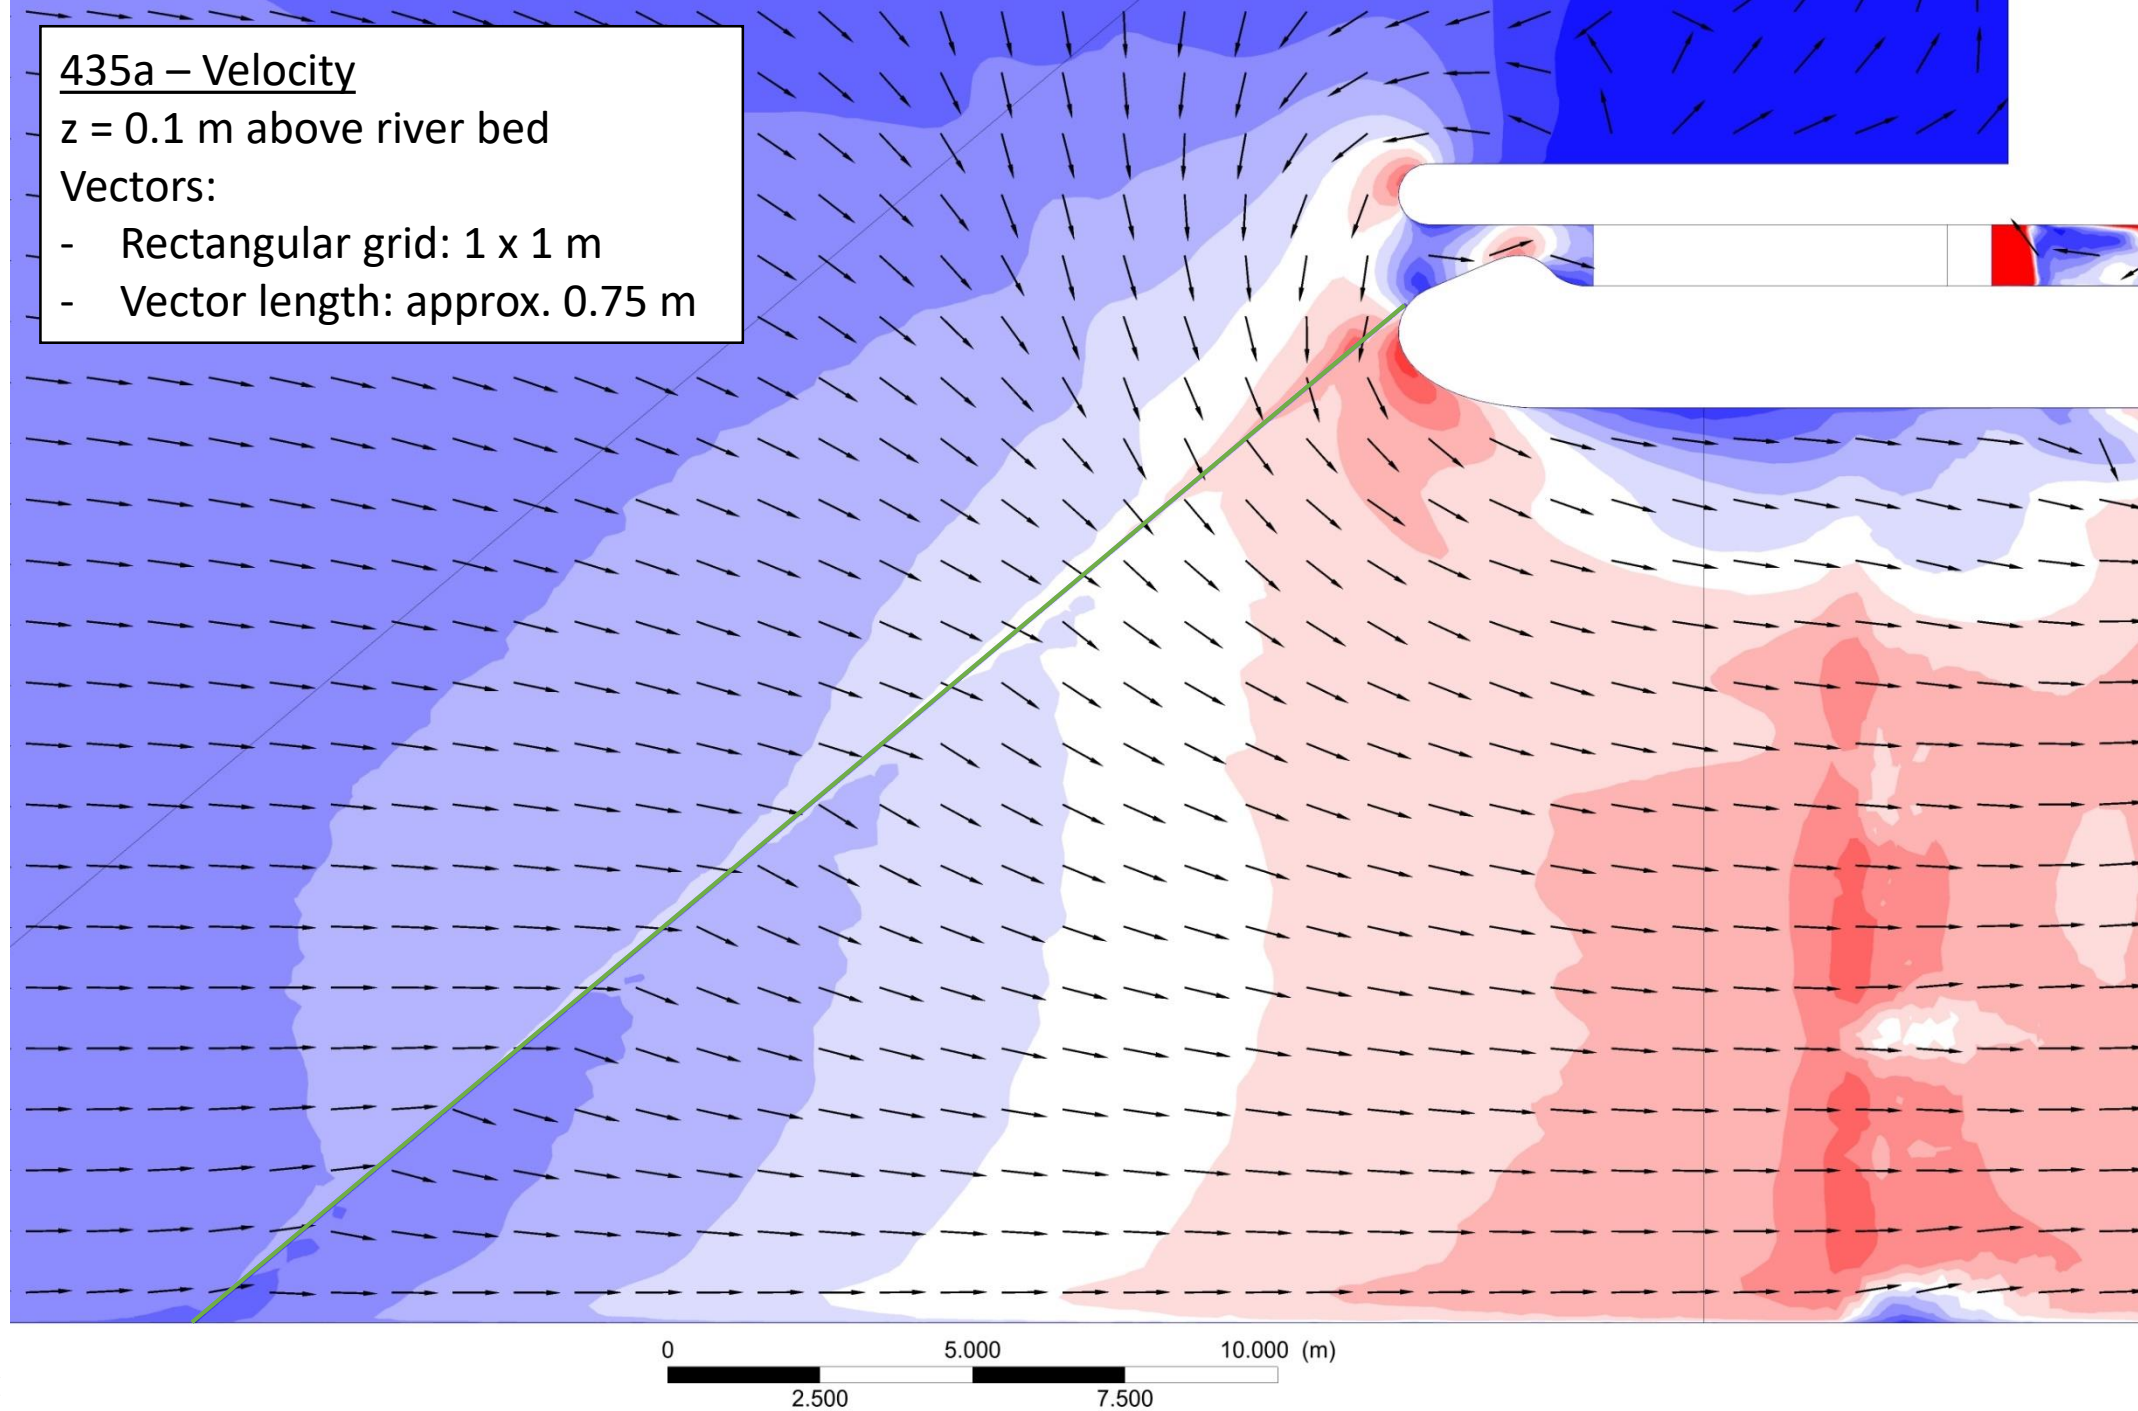 435a – Velocity
z = 0.1 m above river bed
Vectors:
- Rectangular grid: 1 x 1 m
- Vector length: approx. 0.75 m
0 5.000 10.000 (m)
2.500 7.500